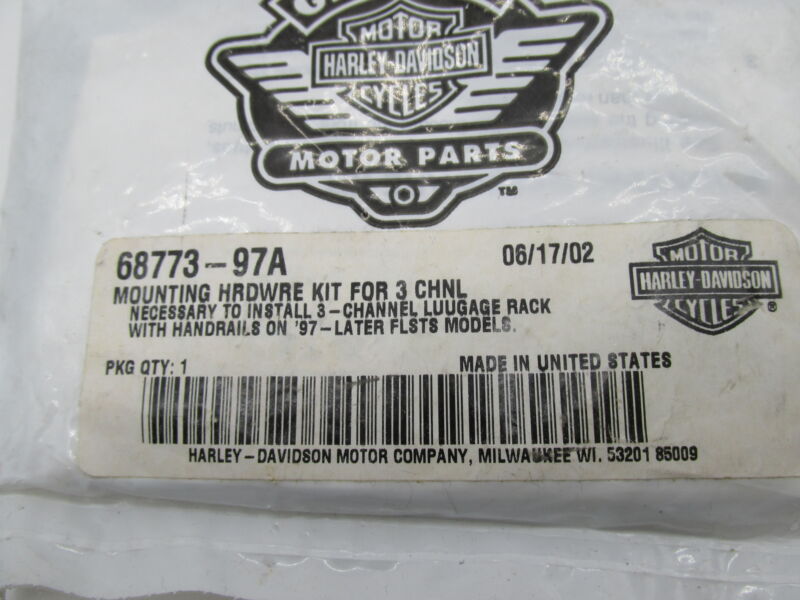 MOTOR
HARLEY-DAVIDSON
CYCLES
MOTOR PARTS
TM
68773-97A
06/17/02
MOUNTING HRDWRE KIT FOR 3 CHNL
NECESSARY TO INSTALL 3-CHANNEL LUUGAGE RACK
WITH HANDRAILS ON '97-LATER FLSTS MODELS.
MOTOR
HARLEY-DAVIDSON
CYCLES
®
PKG QTY: 1
MADE IN UNITED STATES
HARLEY-DAVIDSON MOTOR COMPANY, MILWAUKEE WI. 53201 85009